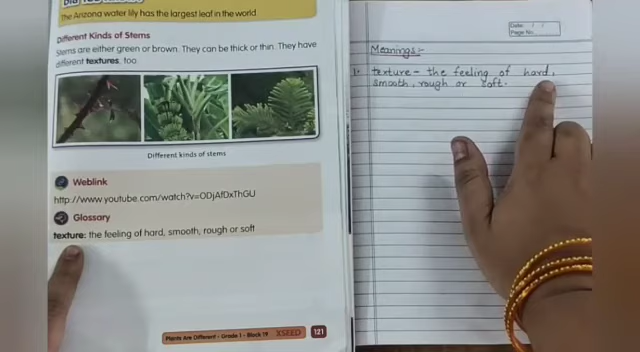 The Arizona water lily has the largest leaf in the world
Different Kinds of Stems
Stems are either green or brown. They can be thick or thin. They have
different textures, too.
Different kinds of stems
Weblink
http://www.youtube.com/watch?v=ODjAfDxThGU
Glossary
texture: the feeling of hard, smooth, rough or soft
Plants Are Different - Grade 1 - Block 19 XSEED 121
Date: / /
Page No.
Meanings:-
1. texture - the feeling of hard,
smooth, rough or soft.